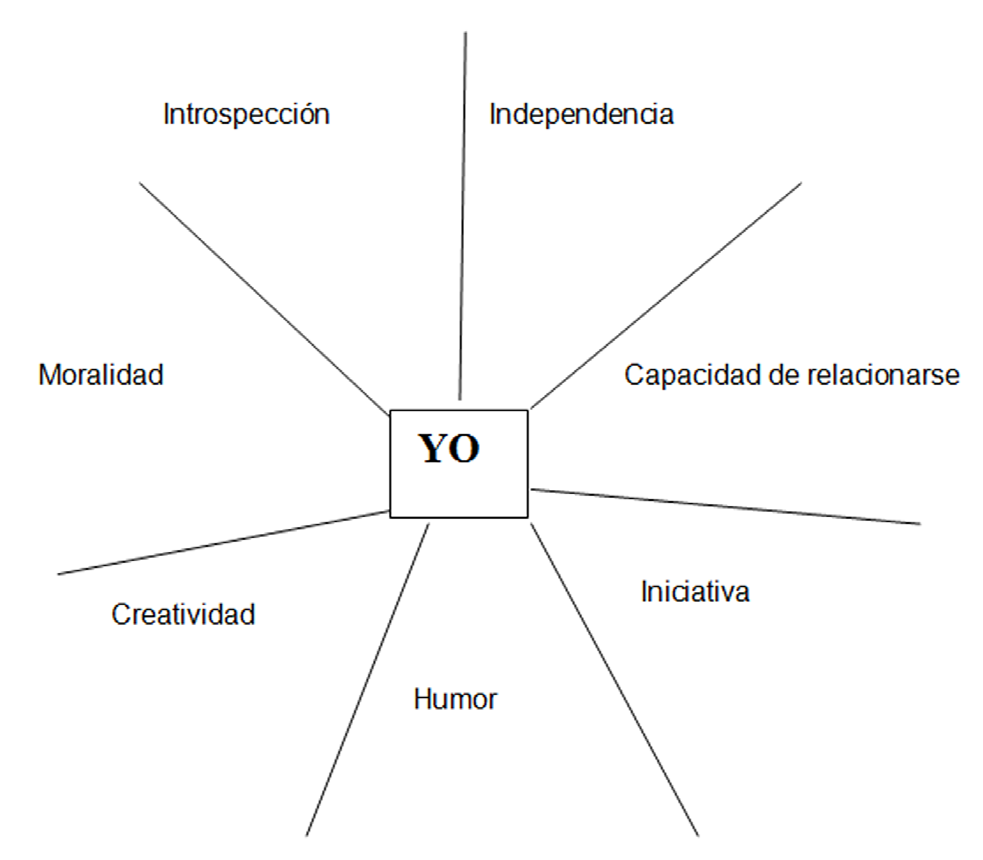 Introspección
Independencia
Moralidad
Capacidad de relacionarse
YO
Creatividad
Iniciativa
Humor